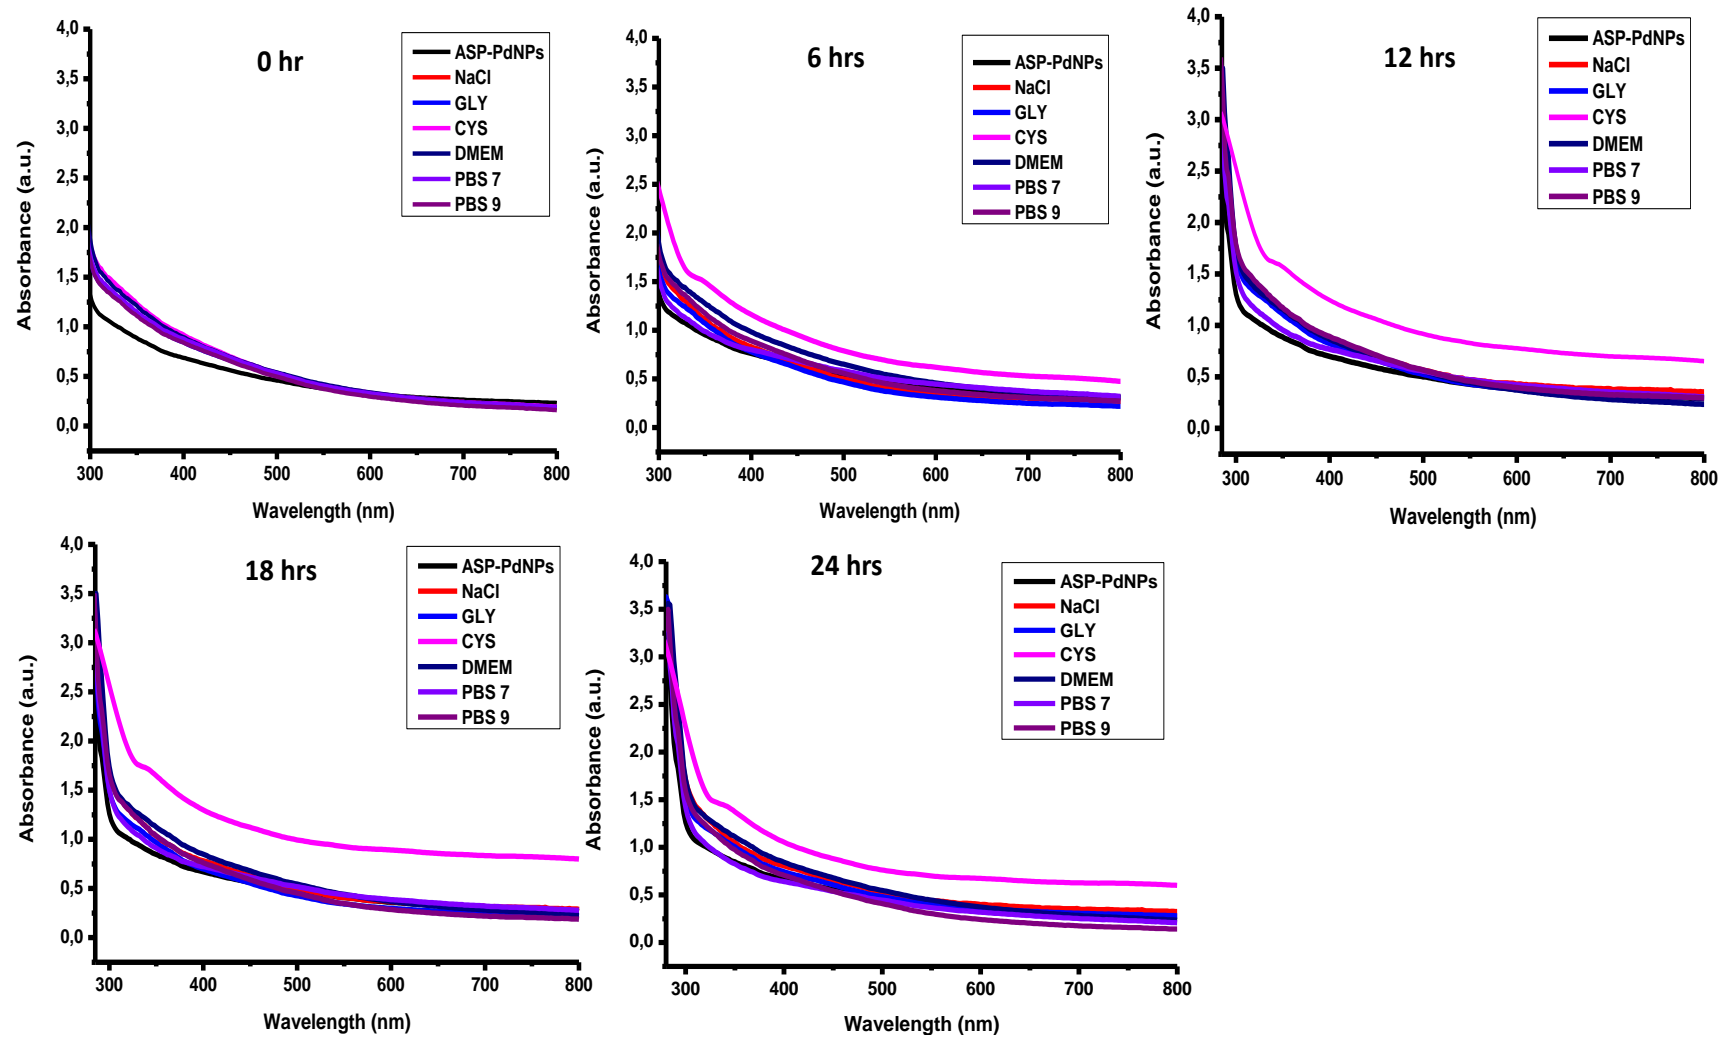 0 hr
4,0
3,5
3,0
2,5
2,0
1,5
1,0
0,5
0,0
Absorbance (a.u.)
300 400 500 600 700 800
Wavelength (nm)
ASP-PdNPs
NaCl
GLY
CYS
DMEM
PBS 7
PBS 9
6 hrs
4,0
3,5
3,0
2,5
2,0
1,5
1,0
0,5
0,0
Absorbance (a.u.)
300 400 500 600 700 800
Wavelength (nm)
ASP-PdNPs
NaCl
GLY
CYS
DMEM
PBS 7
PBS 9
12 hrs
4,0
3,5
3,0
2,5
2,0
1,5
1,0
0,5
0,0
Absorbance (a.u.)
300 400 500 600 700 800
Wavelength (nm)
ASP-PdNPs
NaCl
GLY
CYS
DMEM
PBS 7
PBS 9
18 hrs
4,0
3,5
3,0
2,5
2,0
1,5
1,0
0,5
0,0
Absorbance (a.u.)
300 400 500 600 700 800
Wavelength (nm)
ASP-PdNPs
NaCl
GLY
CYS
DMEM
PBS 7
PBS 9
24 hrs
4,0
3,5
3,0
2,5
2,0
1,5
1,0
0,5
0,0
Absorbance (a.u.)
300 400 500 600 700 800
Wavelength (nm)
ASP-PdNPs
NaCl
GLY
CYS
DMEM
PBS 7
PBS 9